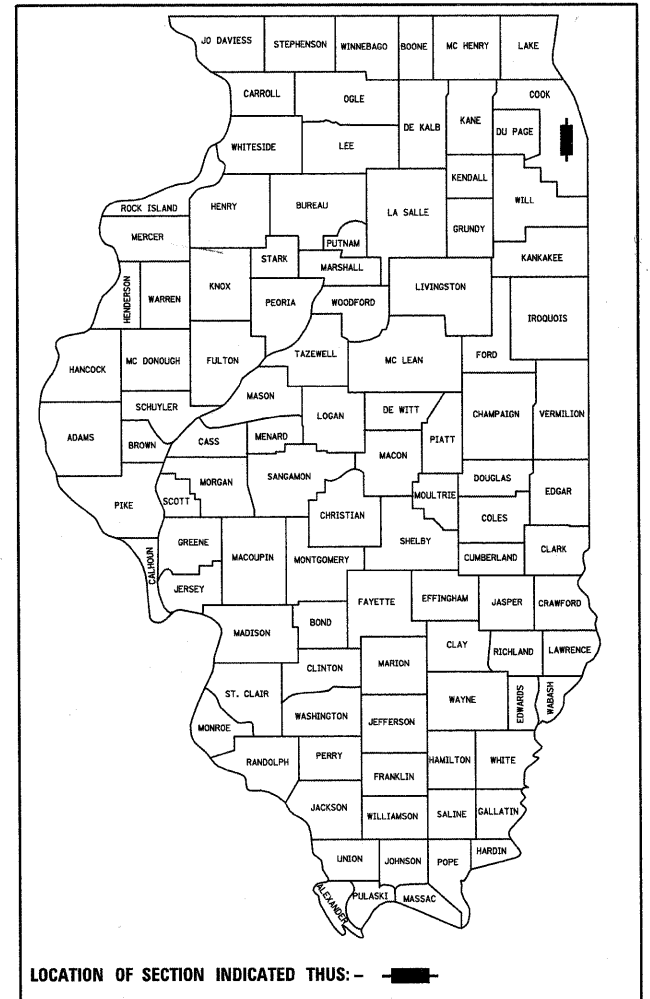 JO DAVIESS STEPHENSON WINNEBAGO BOONE MC HENRY LAKE
CARROLL OGLE DE KALB KANE COOK
DU PAGE
WHITESIDE LEE
KENDALL WILL
ROCK ISLAND HENRY BUREAU LA SALLE GRUNDY
MERCER PUTNAM
STARK MARSHALL KANKAKEE
HENDERSON WARREN KNOX PEORIA WOODFORD LIVINGSTON IROQUOIS
HANCOCK MC DONOUGH FULTON TAZEWELL MC LEAN FORD
MASON
SCHUYLER LOGAN DE WITT CHAMPAIGN VERMILION
ADAMS BROWN CASS MENARD PIATT
MACON
MORGAN SANGAMON DOUGLAS EDGAR
PIKE SCOTT CHRISTIAN MOULTRIE COLES
GREENE MACOUPIN MONTGOMERY SHELBY CUMBERLAND CLARK
CALHOUN JERSEY FAYETTE EFFINGHAM JASPER CRAWFORD
MADISON BOND
CLAY RICHLAND LAWRENCE
CLINTON MARION
ST. CLAIR WAYNE EDWARDS WABASH
MONROE WASHINGTON JEFFERSON
RANDOLPH PERRY HAMILTON WHITE
FRANKLIN
JACKSON WILLIAMSON SALINE GALLATIN
UNION JOHNSON POPE HARDIN
ALEXANDER PULASKI MASSAC
LOCATION OF SECTION INDICATED THUS: –